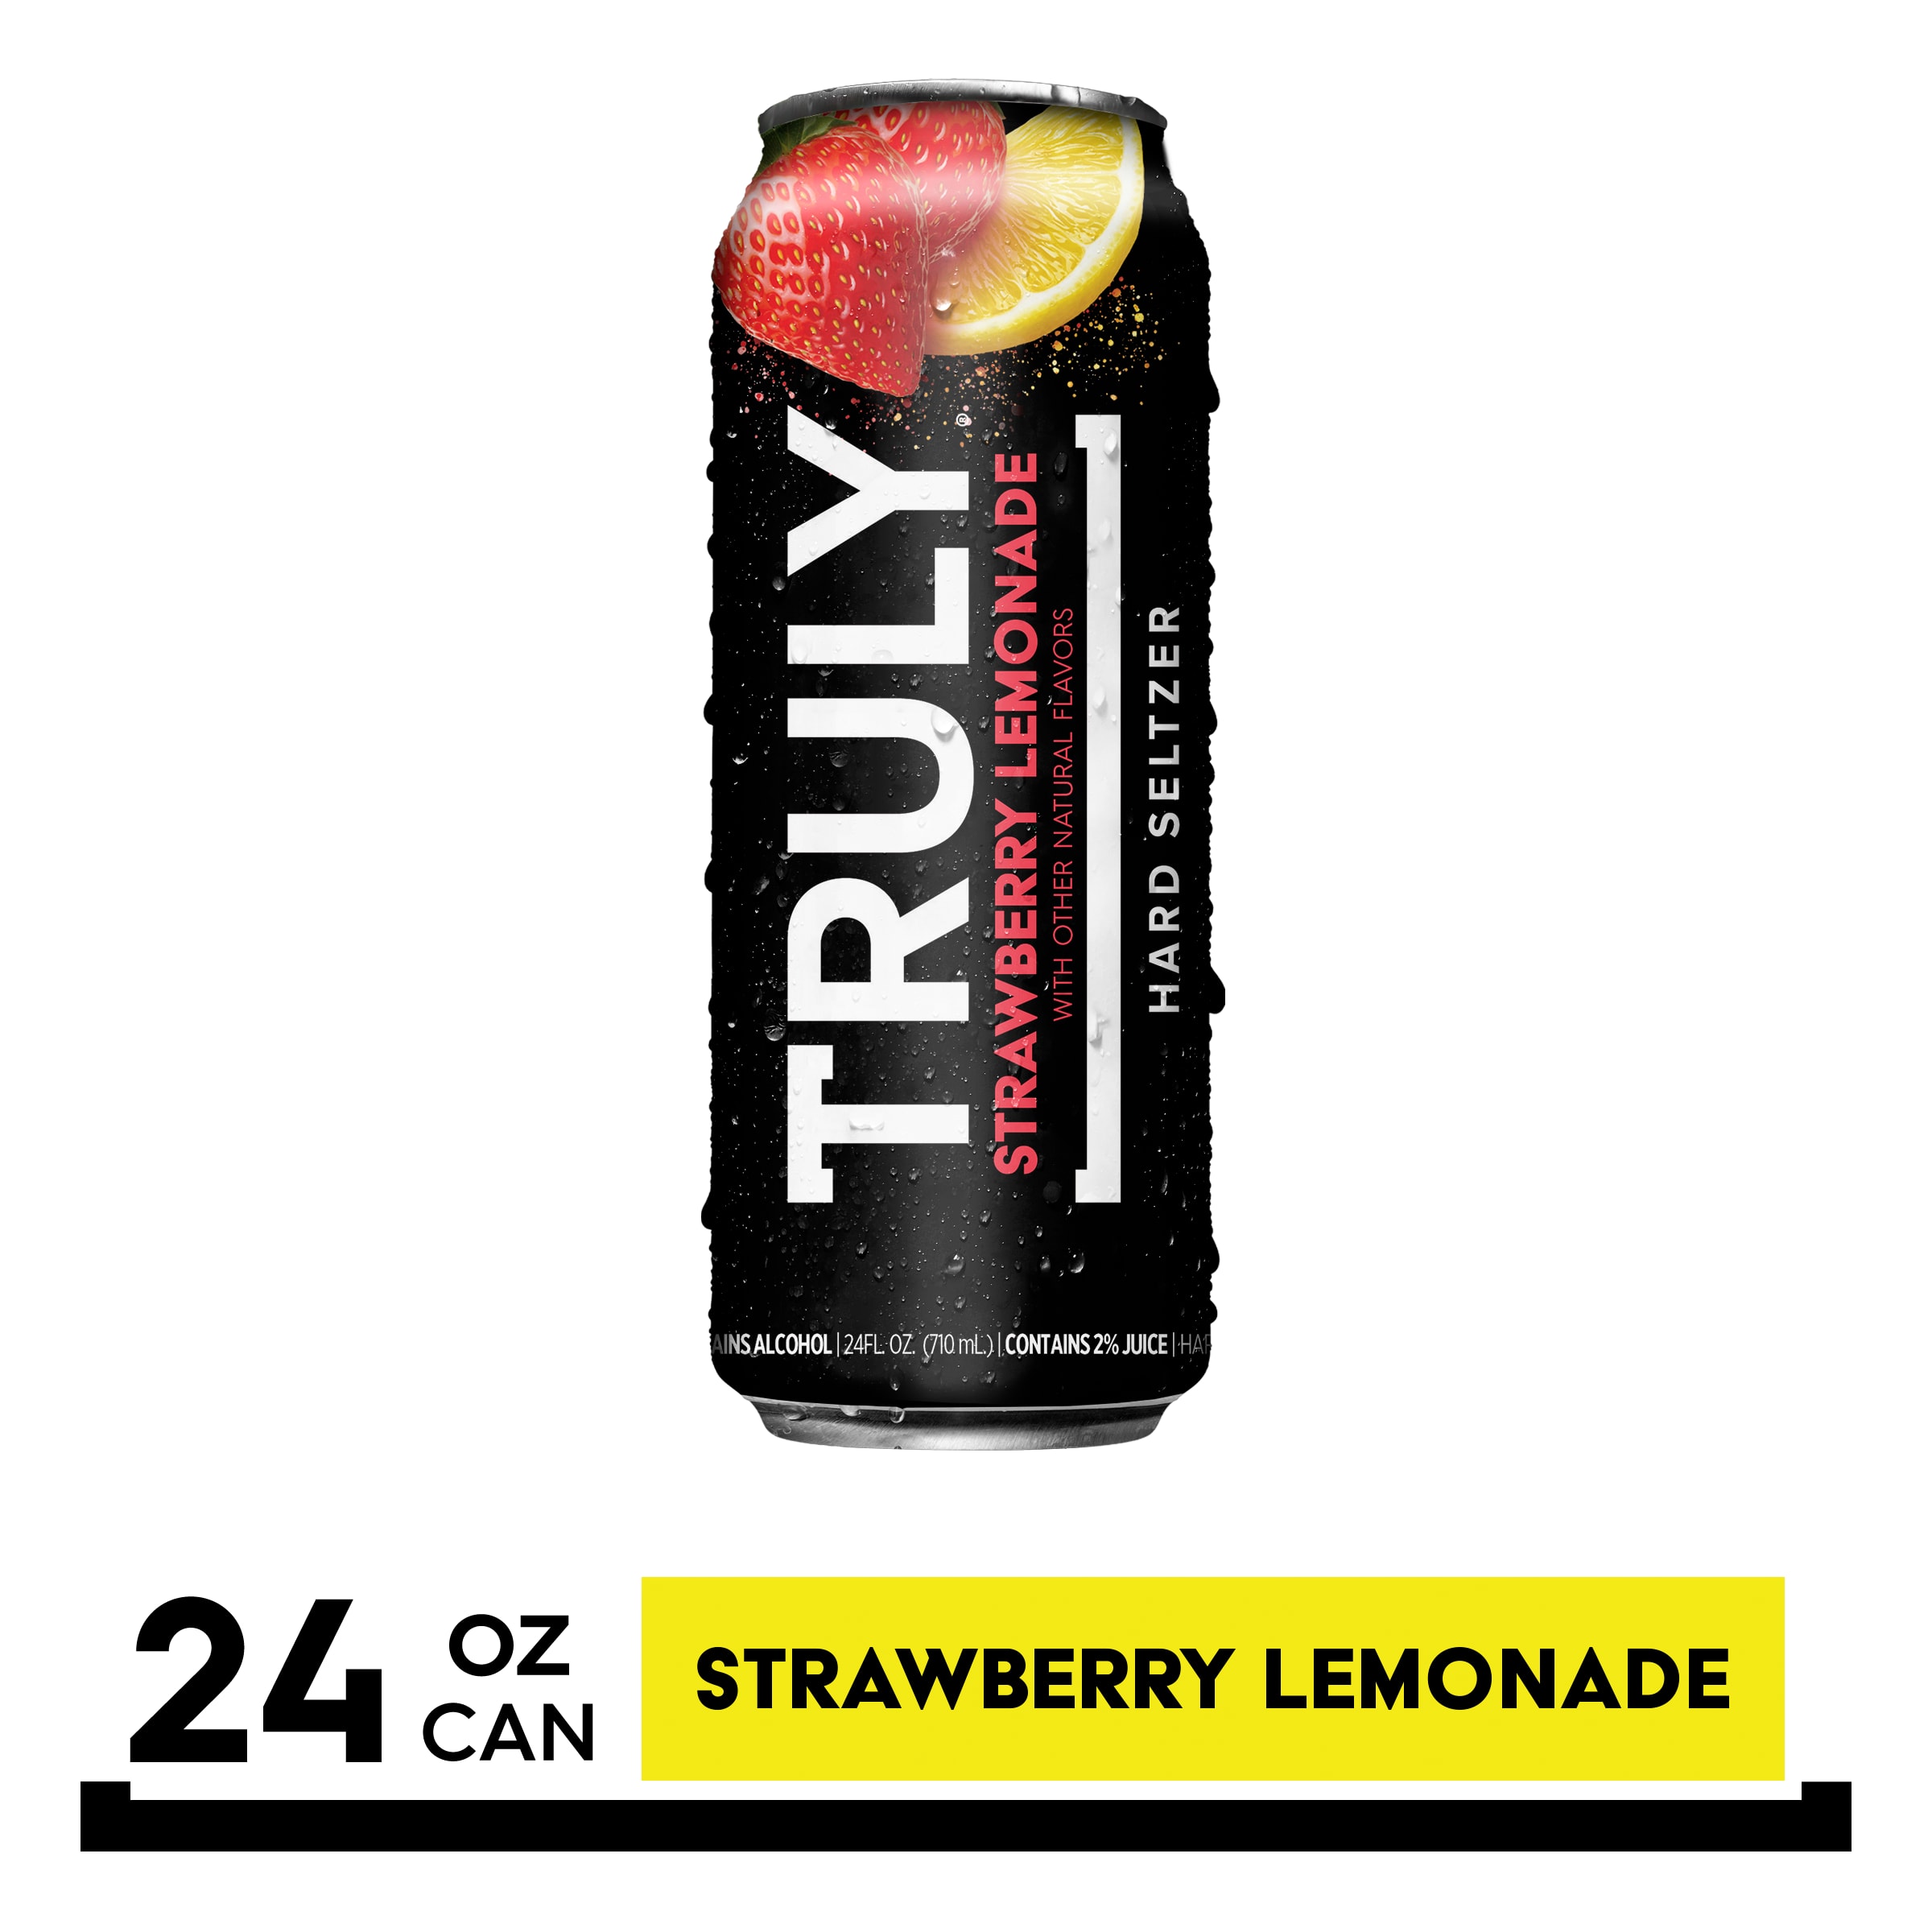 TRULY®
STRAWBERRY LEMONADE
WITH OTHER NATURAL FLAVORS
HARD SELTZER
ALCOHOL | 24FL. OZ. (710 mL.) | CONTAINS 2% JUICE |
24 OZ CAN
STRAWBERRY LEMONADE